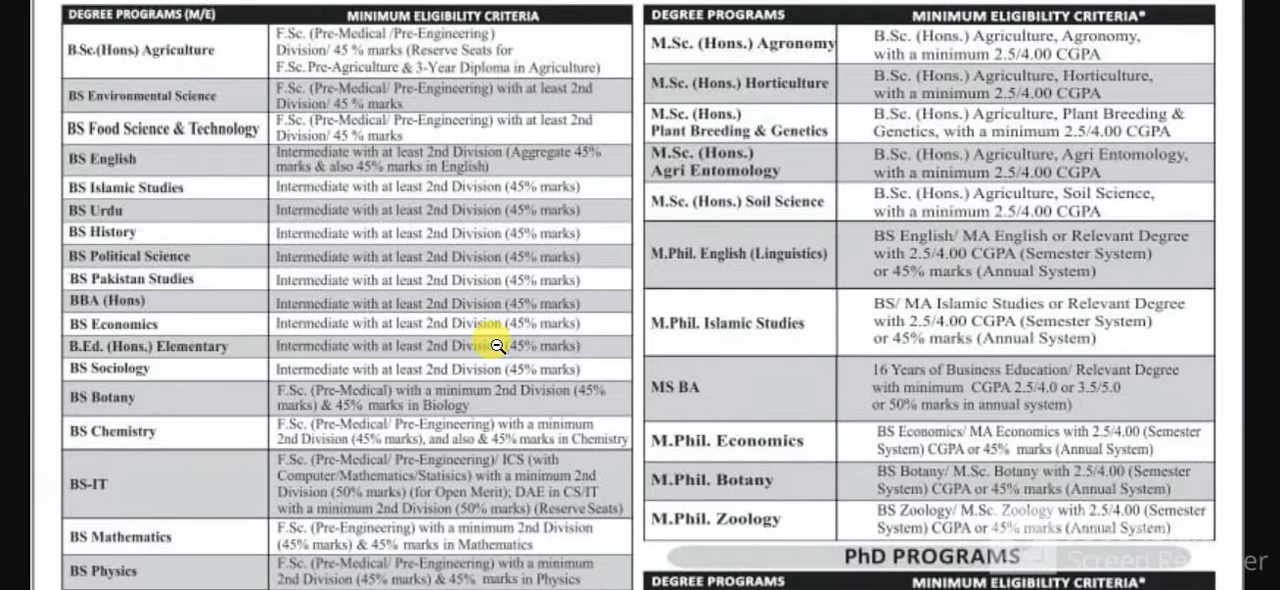 DEGREE PROGRAMS (M/E) MINIMUM ELIGIBILITY CRITERIA
B.Sc.(Hons) Agriculture
F.Sc. (Pre-Medical /Pre-Engineering)
Division/ 45 % marks (Reserve Seats for
F.Sc. Pre-Agriculture & 3-Year Diploma in Agriculture)
BS Environmental Science
F.Sc. (Pre-Medical/ Pre-Engineering) with at least 2nd
Division/ 45 % marks
BS Food Science & Technology
F.Sc. (Pre-Medical/ Pre-Engineering) with at least 2nd
Division/ 45 % marks
BS English
Intermediate with at least 2nd Division (Aggregate 45%
marks & also 45% marks in English)
BS Islamic Studies Intermediate with at least 2nd Division (45% marks)
BS Urdu Intermediate with at least 2nd Division (45% marks)
BS History Intermediate with at least 2nd Division (45% marks)
BS Political Science Intermediate with at least 2nd Division (45% marks)
BS Pakistan Studies Intermediate with at least 2nd Division (45% marks)
BBA (Hons) Intermediate with at least 2nd Division (45% marks)
BS Economics Intermediate with at least 2nd Division (45% marks)
B.Ed. (Hons.) Elementary Intermediate with at least 2nd Division (45% marks)
BS Sociology Intermediate with at least 2nd Division (45% marks)
BS Botany
F.Sc. (Pre-Medical) with a minimum 2nd Division (45%
marks) & 45% marks in Biology
BS Chemistry
F.Sc. (Pre-Medical/ Pre-Engineering) with a minimum
2nd Division (45% marks), and also & 45% marks in Chemistry
BS-IT
F.Sc. (Pre-Medical/ Pre-Engineering)/ ICS (with
Computer/Mathematics/Statisics) with a minimum 2nd
Division (50% marks) (for Open Merit); DAE in CS/IT
with a minimum 2nd Division (50% marks) (Reserve Seats)
BS Mathematics
F.Sc. (Pre-Engineering) with a minimum 2nd Division
(45% marks) & 45% marks in Mathematics
BS Physics
F.Sc. (Pre-Medical/ Pre-Engineering) with a minimum
2nd Division (45% marks) & 45% marks in Physics
DEGREE PROGRAMS MINIMUM ELIGIBILITY CRITERIA*
M.Sc. (Hons.) Agronomy
B.Sc. (Hons.) Agriculture, Agronomy,
with a minimum 2.5/4.00 CGPA
M.Sc. (Hons.) Horticulture
B.Sc. (Hons.) Agriculture, Horticulture,
with a minimum 2.5/4.00 CGPA
M.Sc. (Hons.)
Plant Breeding & Genetics
B.Sc. (Hons.) Agriculture, Plant Breeding &
Genetics, with a minimum 2.5/4.00 CGPA
M.Sc. (Hons.)
Agri Entomology
B.Sc. (Hons.) Agriculture, Agri Entomology,
with a minimum 2.5/4.00 CGPA
M.Sc. (Hons.) Soil Science
B.Sc. (Hons.) Agriculture, Soil Science,
with a minimum 2.5/4.00 CGPA
M.Phil. English (Linguistics)
BS English/ MA English or Relevant Degree
with 2.5/4.00 CGPA (Semester System)
or 45% marks (Annual System)
M.Phil. Islamic Studies
BS/ MA Islamic Studies or Relevant Degree
with 2.5/4.00 CGPA (Semester System)
or 45% marks (Annual System)
MS BA
16 Years of Business Education/ Relevant Degree
with minimum CGPA 2.5/4.0 or 3.5/5.0
or 50% marks in annual system)
M.Phil. Economics
BS Economics/ MA Economics with 2.5/4.00 (Semester
System) CGPA or 45% marks (Annual System)
M.Phil. Botany
BS Botany/ M.Sc. Botany with 2.5/4.00 (Semester
System) CGPA or 45% marks (Annual System)
M.Phil. Zoology
BS Zoology/ M.Sc. Zoology with 2.5/4.00 (Semester
System) CGPA or 45% marks (Annual System)
PhD PROGRAMS
DEGREE PROGRAMS MINIMUM ELIGIBILITY CRITERIA*